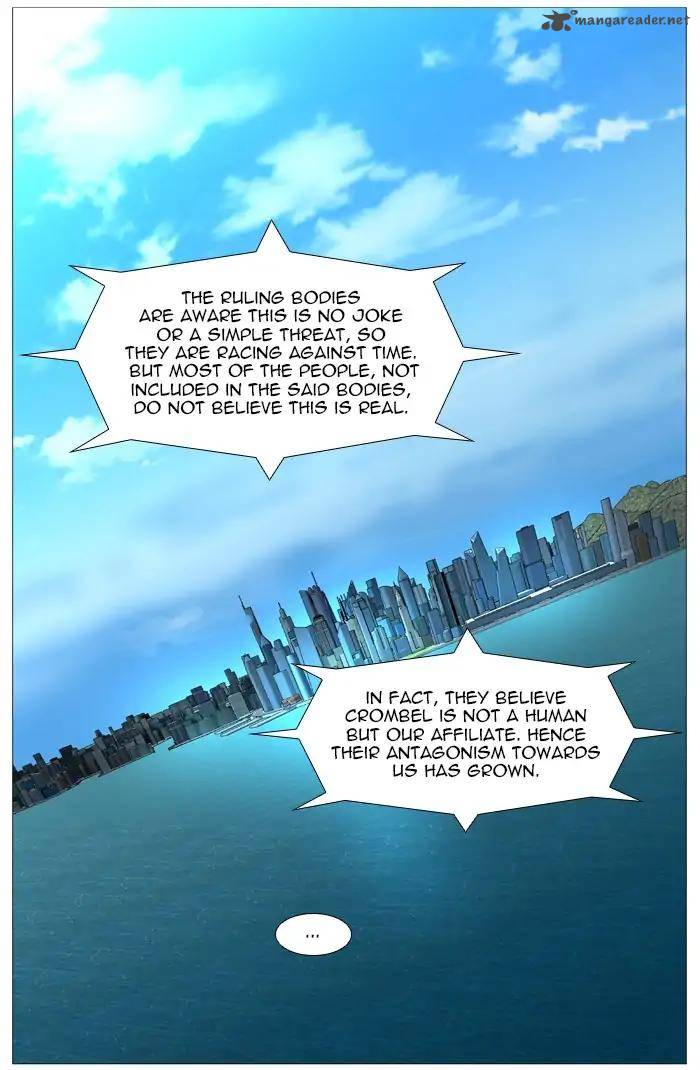 mangareader.net
THE RULING BODIES
ARE AWARE THIS IS NO JOKE
OR A SIMPLE THREAT, SO
THEY ARE RACING AGAINST TIME.
BUT MOST OF THE PEOPLE, NOT
INCLUDED IN THE SAID BODIES,
DO NOT BELIEVE THIS IS REAL.
IN FACT, THEY BELIEVE
CROMBEL IS NOT A HUMAN
BUT OUR AFFILIATE. HENCE
THEIR ANTAGONISM TOWARDS
US HAS GROWN.
...